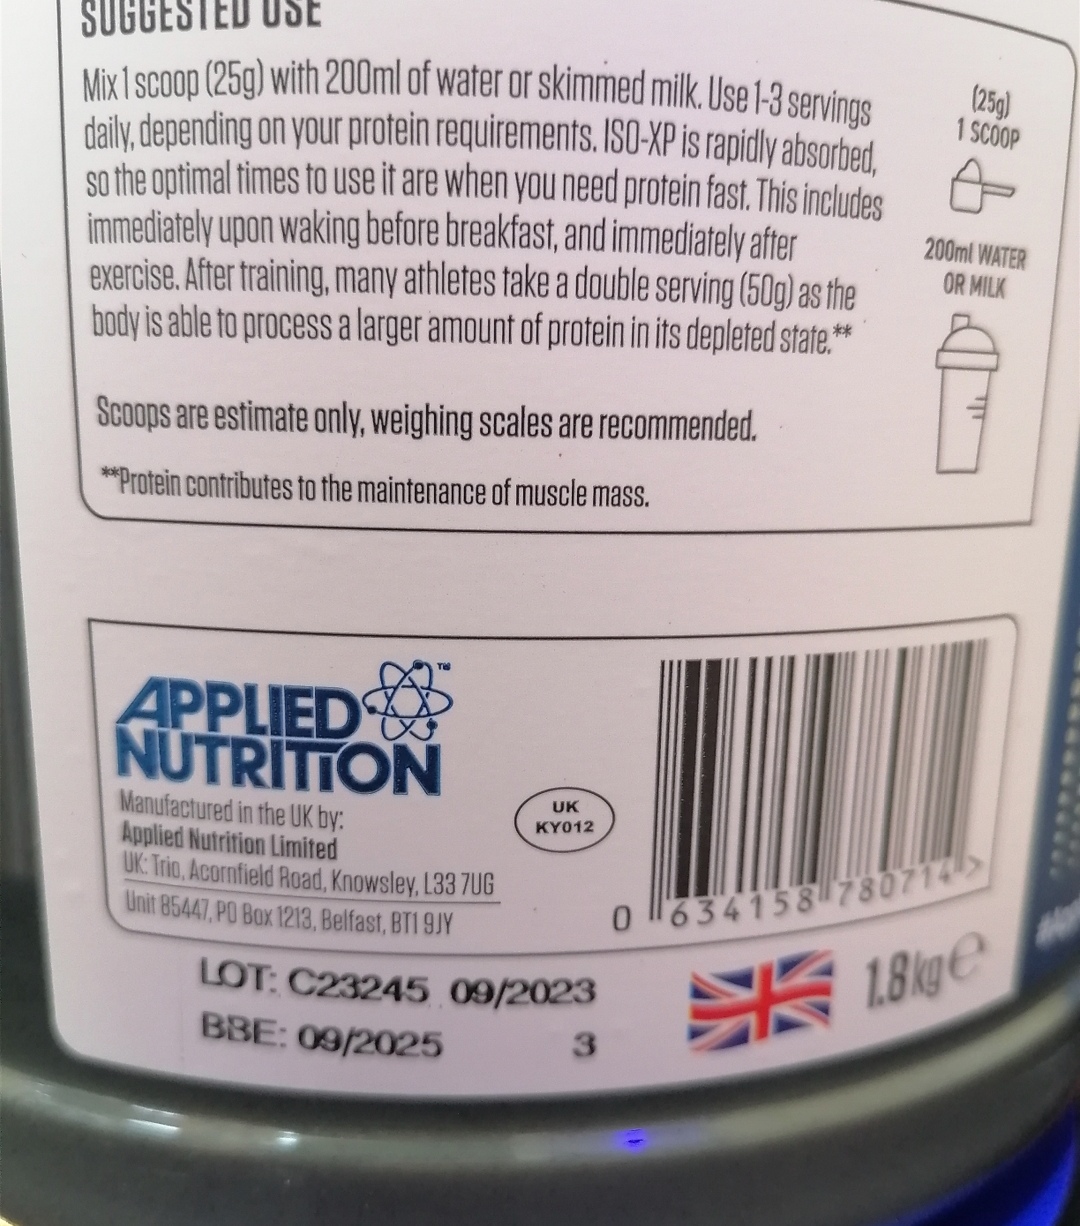 SUGGESTED USE
Mix 1 scoop (25g) with 200ml of water or skimmed milk. Use 1-3 servings
daily, depending on your protein requirements. ISO-XP is rapidly absorbed,
so the optimal times to use it are when you need protein fast. This includes
immediately upon waking before breakfast, and immediately after
exercise. After training, many athletes take a double serving (50g) as the
body is able to process a larger amount of protein in its depleted state.**
Scoops are estimate only, weighing scales are recommended.
**Protein contributes to the maintenance of muscle mass.
(25g)
1 SCOOP
200ml WATER
OR MILK
APPLIED
NUTRITION
TM
Manufactured in the UK by:
Applied Nutrition Limited
UK: Trio, Acornfield Road, Knowsley, L33 7UG
Unit 85447, PO Box 1213, Belfast, BT1 9JY
UK
KY012
0 634158 780714 >
LOT: C23245 09/2023
BBE: 09/2025 3
1.8kg e